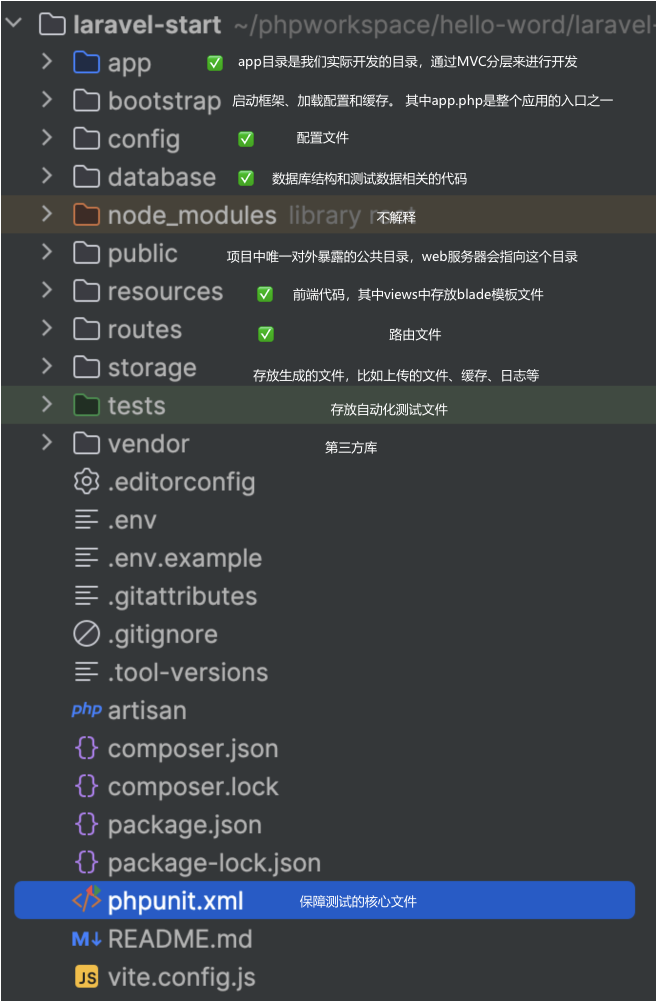 laravel-start ~/phpworkspace/hello-word/laravel-
app app目录是我们实际开发的目录，通过MVC分层来进行开发
bootstrap 启动框架、加载配置和缓存。 其中app.php是整个应用的入口之一
config 配置文件
database 数据库结构和测试数据相关的代码
node_modules library 不解释
public 项目中唯一对外暴露的公共目录，web服务器会指向这个目录
resources 前端代码，其中views中存放blade模板文件
routes 路由文件
storage 存放生成的文件，比如上传的文件、缓存、日志等
tests 存放自动化测试文件
vendor 第三方库
.editorconfig
.env
.env.example
.gitattributes
.gitignore
.tool-versions
php artisan
{} composer.json
{} composer.lock
{} package.json
{} package-lock.json
</> phpunit.xml 保障测试的核心文件
M↓ README.md
JS vite.config.js